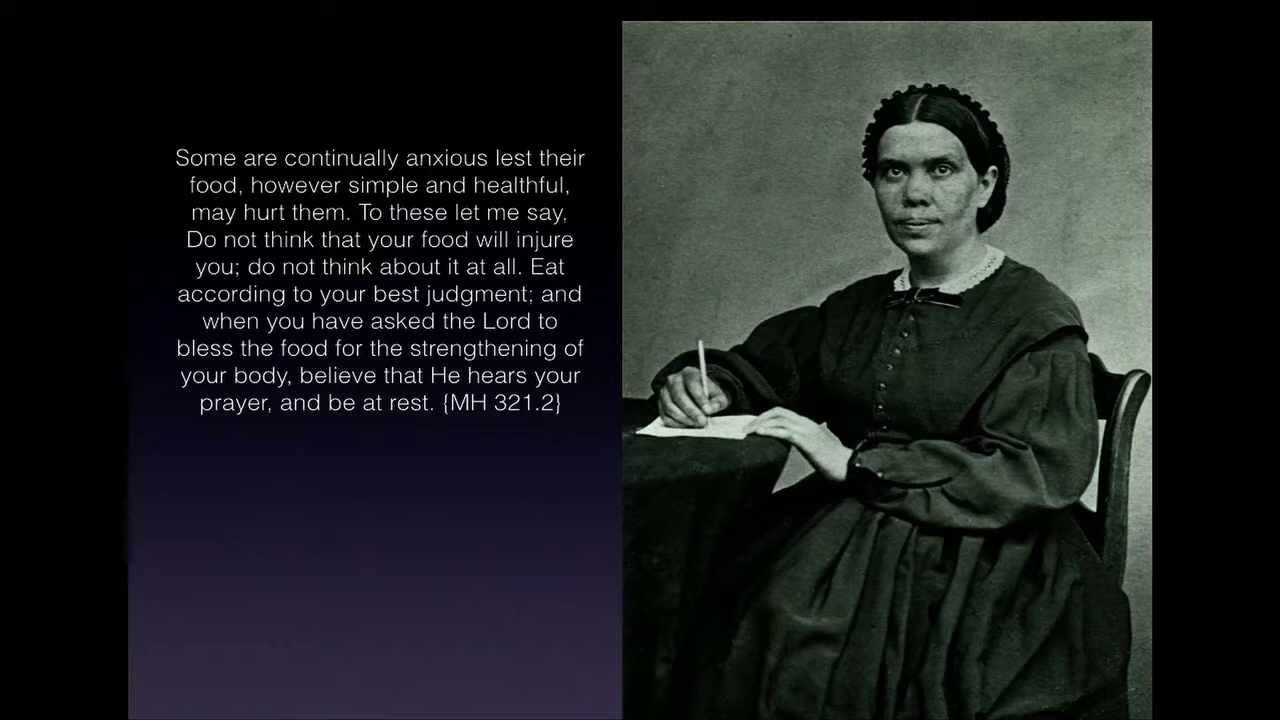 Some are continually anxious lest their
food, however simple and healthful,
may hurt them. To these let me say,
Do not think that your food will injure
you; do not think about it at all. Eat
according to your best judgment; and
when you have asked the Lord to
bless the food for the strengthening of
your body, believe that He hears your
prayer, and be at rest. {MH 321.2}